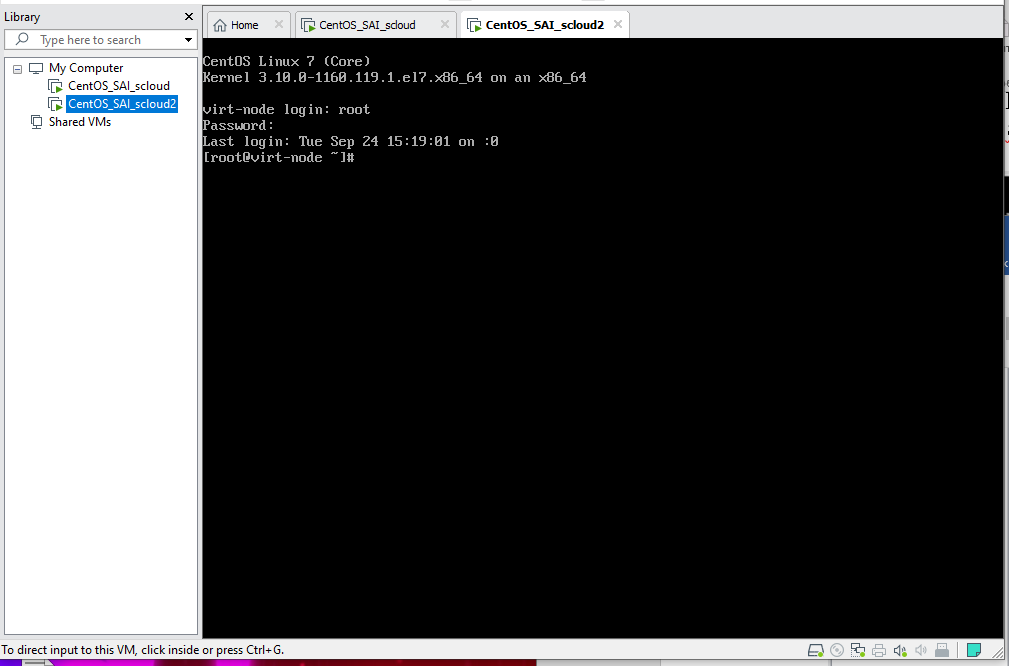 Library
Type here to search
My Computer
CentOS_SAI_scloud
CentOS_SAI_scloud2
Shared VMs
Home
CentOS_SAI_scloud
CentOS_SAI_scloud2
CentOS Linux 7 (Core)
Kernel 3.10.0-1160.119.1.el7.x86_64 on an x86_64
virt-node login: root
Password:
Last login: Tue Sep 24 15:19:01 on :0
[root@virt-node ~]#
To direct input to this VM, click inside or press Ctrl+G.